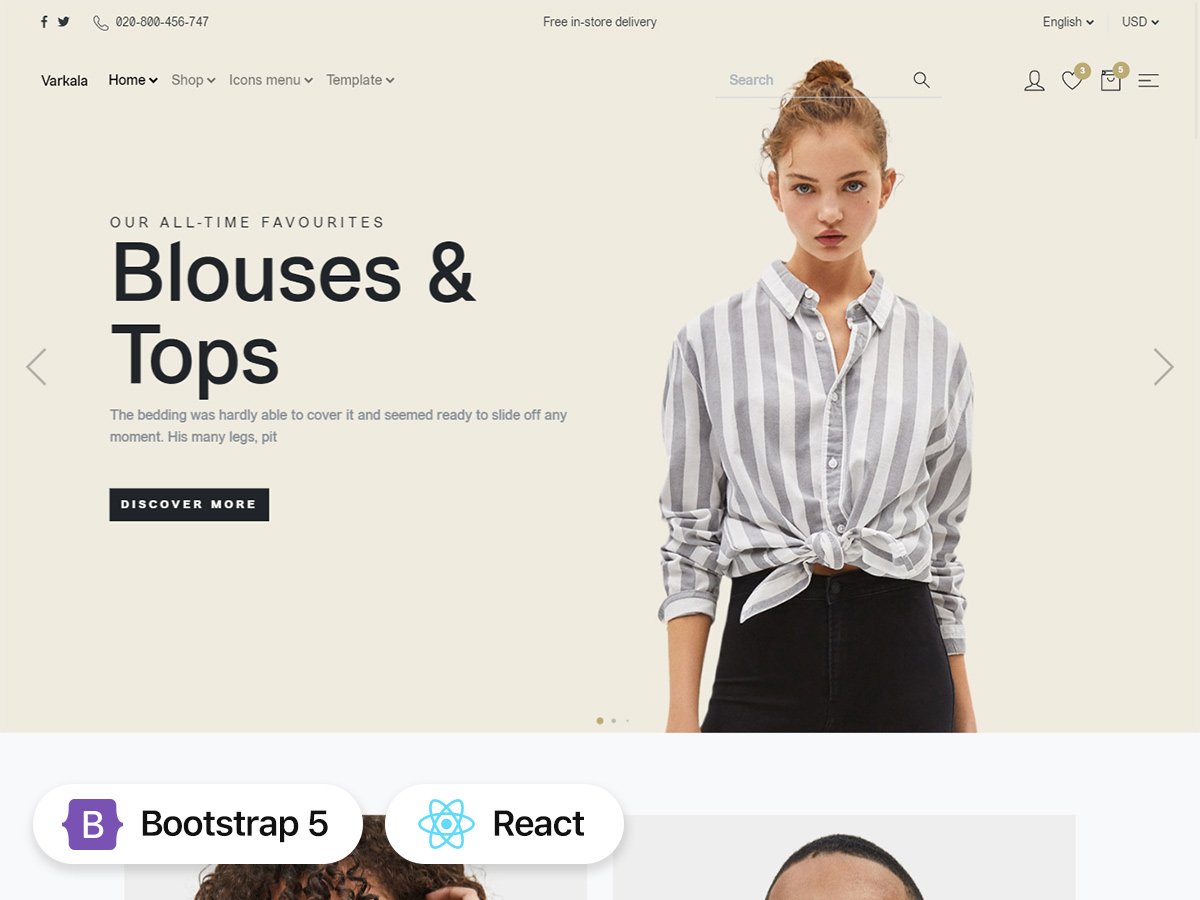 020-800-456-747
Free in-store delivery
English
USD
Varkala
Home
Shop
Icons menu
Template
Search
3
5
OUR ALL-TIME FAVOURITES
Blouses &
Tops
The bedding was hardly able to cover it and seemed ready to slide off any
moment. His many legs, pit
DISCOVER MORE
B
Bootstrap 5
React